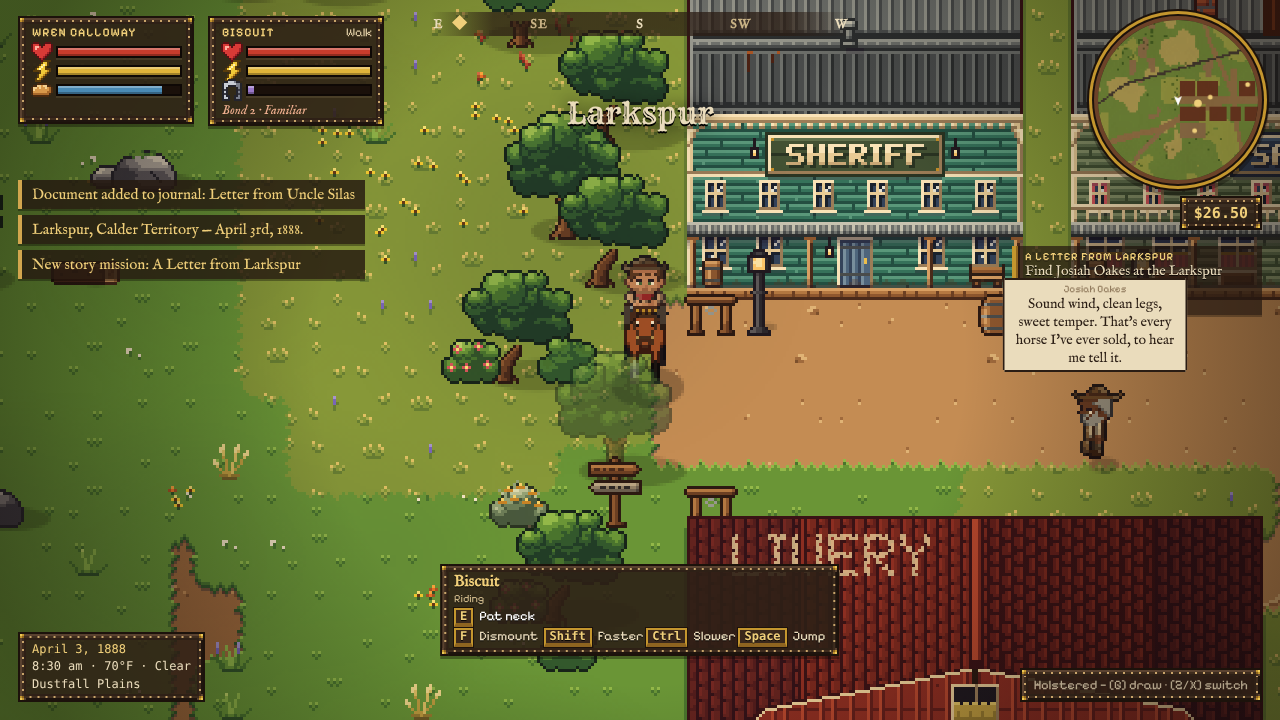 WREN CALLOWAY
BISCUIT
Walk
Bond 2 · Familiar
E
SE
S
SW
W
Larkspur
SHERIFF
$26.50
Document added to journal: Letter from Uncle Silas
Larkspur, Calder Territory — April 3rd, 1888.
New story mission: A Letter from Larkspur
A LETTER FROM LARKSPUR
Find Josiah Oakes at the Larkspur
Josiah Oakes
Sound wind, clean legs,
sweet temper. That's every
horse I've ever sold, to hear
me tell it.
Biscuit
Riding
E Pat neck
F Dismount Shift Faster Ctrl Slower Space Jump
April 3, 1888
8:30 am · 70°F · Clear
Dustfall Plains
Holstered - (G) draw · (Z/X) switch